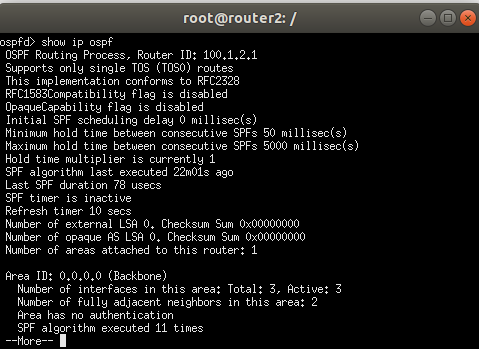 root@router2: /
ospfd> show ip ospf
OSPF Routing Process, Router ID: 100.1.2.1
Supports only single TOS (TOS0) routes
This implementation conforms to RFC2328
RFC1583Compatibility flag is disabled
OpaqueCapability flag is disabled
Initial SPF scheduling delay 0 millisec(s)
Minimum hold time between consecutive SPFs 50 millisec(s)
Maximum hold time between consecutive SPFs 5000 millisec(s)
Hold time multiplier is currently 1
SPF algorithm last executed 22m01s ago
Last SPF duration 78 usecs
SPF timer is inactive
Refresh timer 10 secs
Number of external LSA 0. Checksum Sum 0x00000000
Number of opaque AS LSA 0. Checksum Sum 0x00000000
Number of areas attached to this router: 1
Area ID: 0.0.0.0 (Backbone)
Number of interfaces in this area: Total: 3, Active: 3
Number of fully adjacent neighbors in this area: 2
Area has no authentication
SPF algorithm executed 11 times
--More--